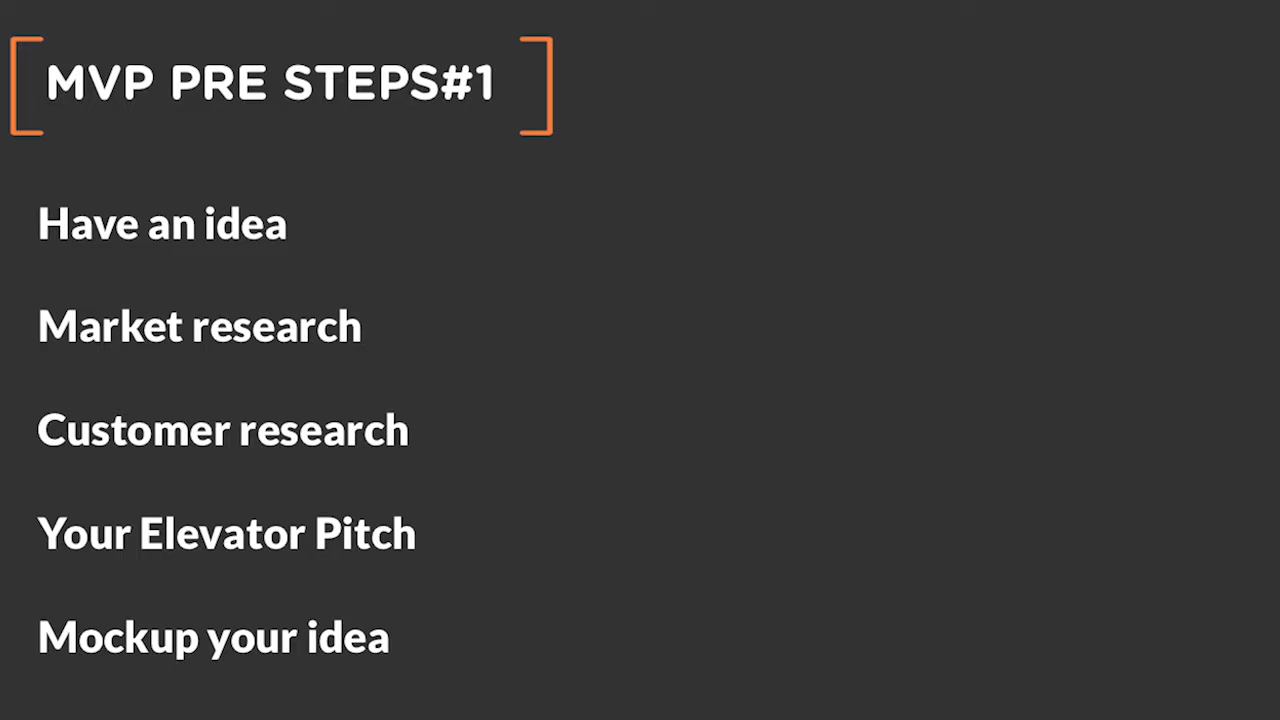 MVP PRE STEPS#1
Have an idea
Market research
Customer research
Your Elevator Pitch
Mockup your idea